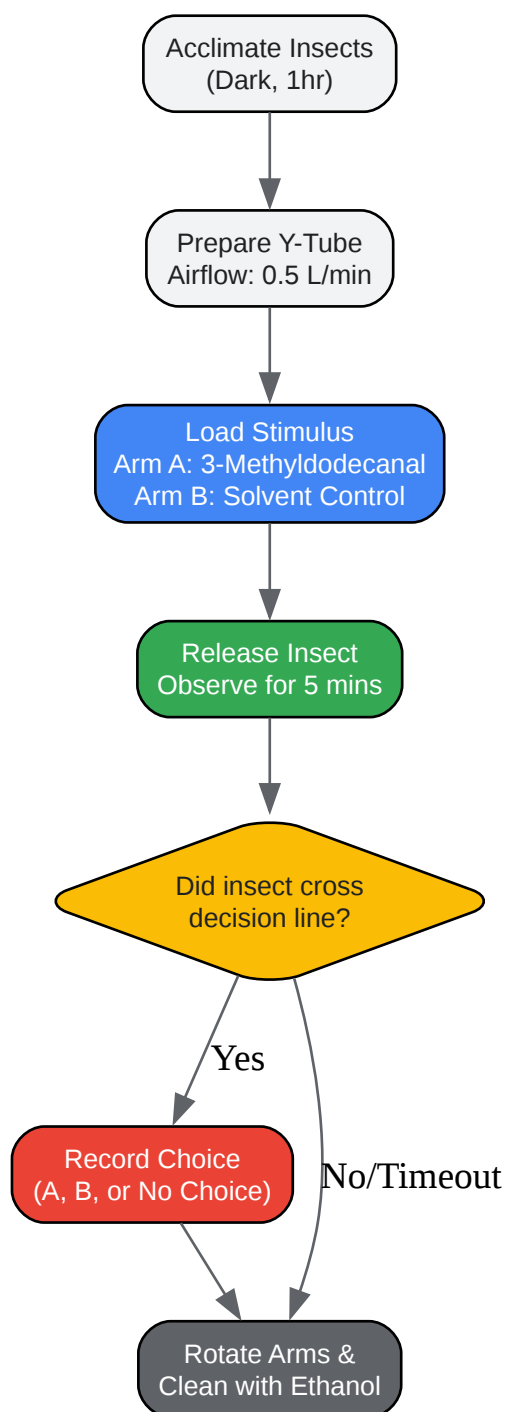 Acclimate Insects
(Dark, 1hr)
Prepare Y-Tube
Airflow: 0.5 L/min
Load Stimulus
Arm A: 3-Methyldodecanal
Arm B: Solvent Control
Release Insect
Observe for 5 mins
Did insect cross
decision line?
Yes
Record Choice
(A, B, or No Choice)
No/Timeout
Rotate Arms &
Clean with Ethanol